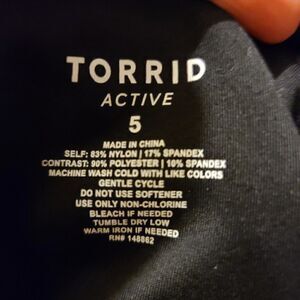 TORRID
ACTIVE
5
MADE IN CHINA
SELF: 83% NYLON | 17% SPANDEX
CONTRAST: 90% POLYESTER | 10% SPANDEX
MACHINE WASH COLD WITH LIKE COLORS
GENTLE CYCLE
DO NOT USE SOFTENER
USE ONLY NON-CHLORINE
BLEACH IF NEEDED
TUMBLE DRY LOW
WARM IRON IF NEEDED
RN# 148862